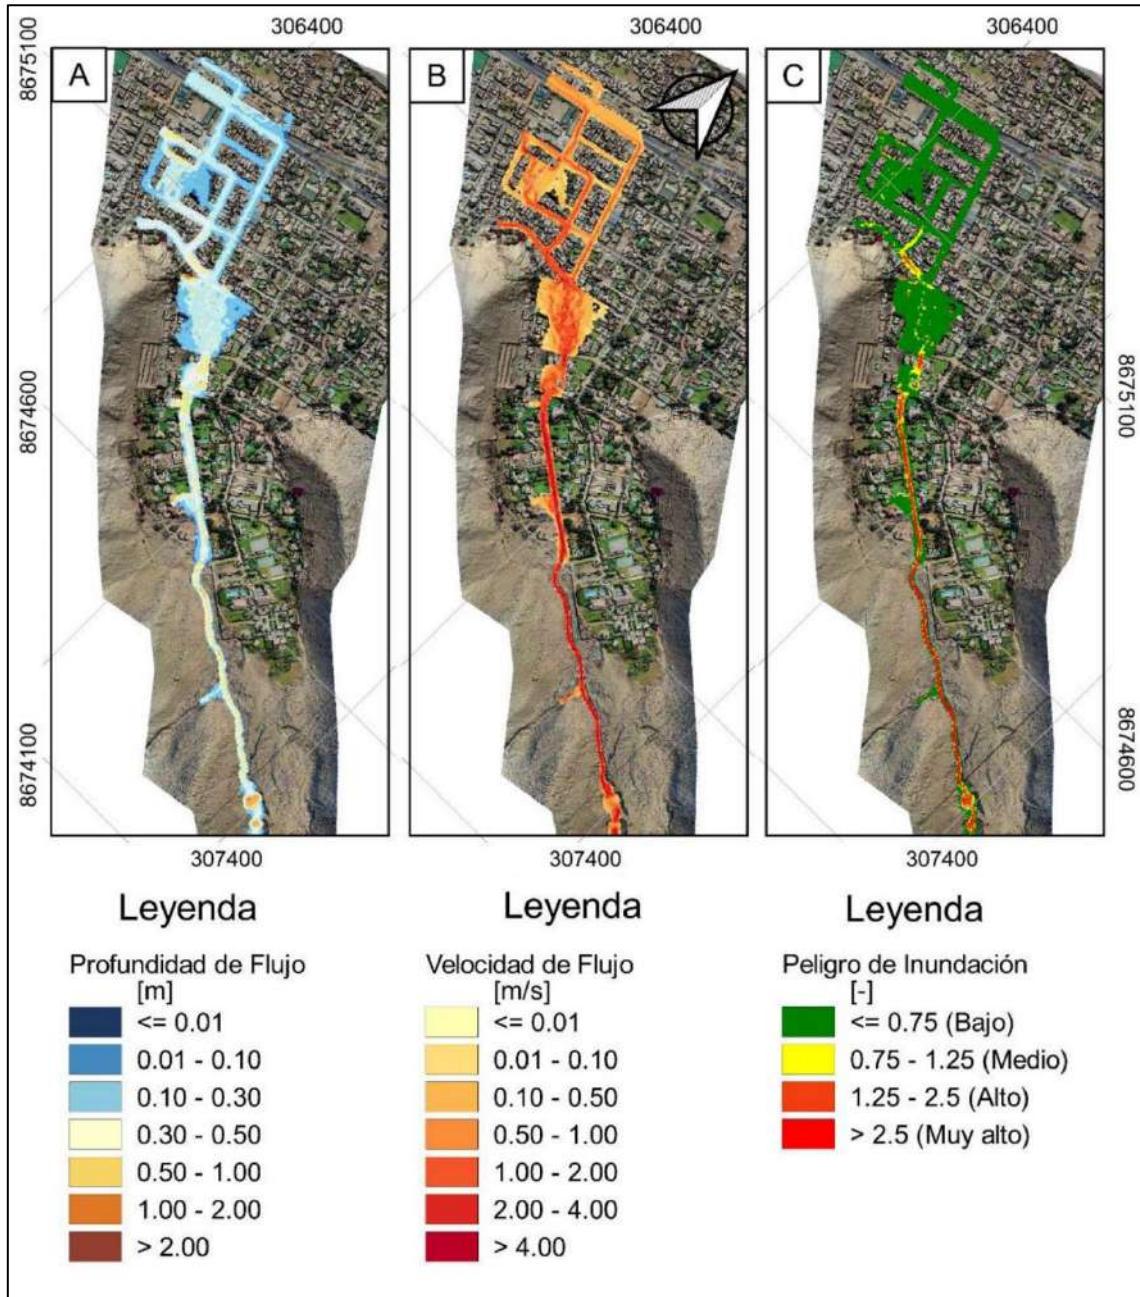 306400
306400
306400
8675100
A
B
C
8674600
8675100
8674100
8674600
307400
307400
307400
Leyenda
Profundidad de Flujo
[m]
<= 0.01
0.01 - 0.10
0.10 - 0.30
0.30 - 0.50
0.50 - 1.00
1.00 - 2.00
> 2.00
Leyenda
Velocidad de Flujo
[m/s]
<= 0.01
0.01 - 0.10
0.10 - 0.50
0.50 - 1.00
1.00 - 2.00
2.00 - 4.00
> 4.00
Leyenda
Peligro de Inundación
[-]
<= 0.75 (Bajo)
0.75 - 1.25 (Medio)
1.25 - 2.5 (Alto)
> 2.5 (Muy alto)